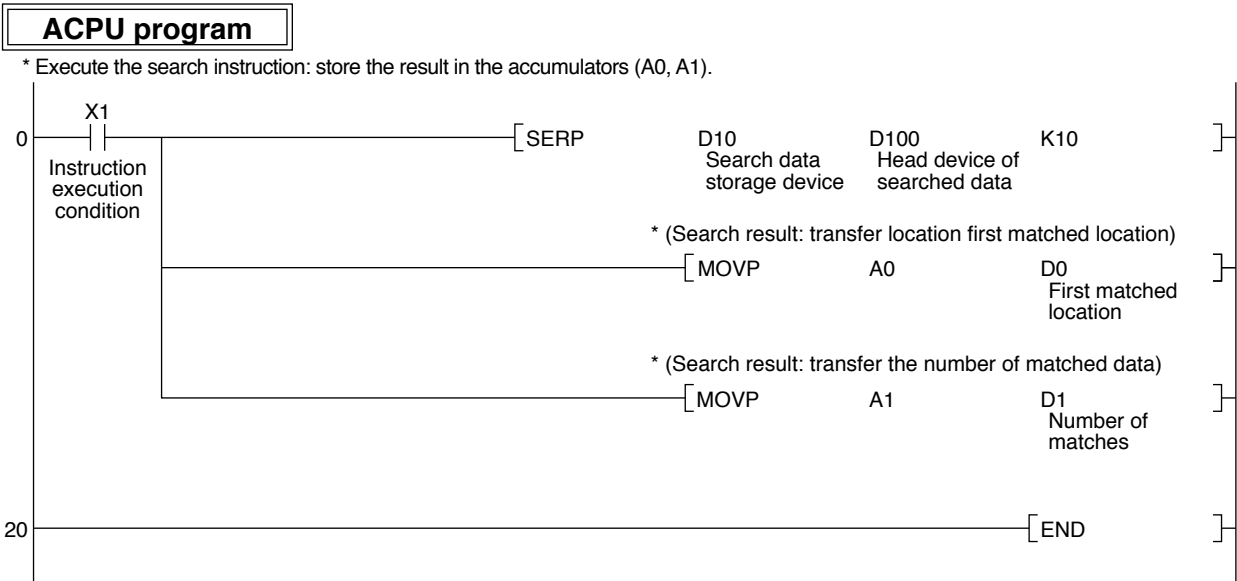 ACPU program
* Execute the search instruction: store the result in the accumulators (A0, A1).
X1
0 [SERP D10 D100 K10 ]
Instruction execution condition
Search data storage device
Head device of searched data
* (Search result: transfer location first matched location)
[MOVP A0 D0 ]
First matched location
* (Search result: transfer the number of matched data)
[MOVP A1 D1 ]
Number of matches
20 [END ]